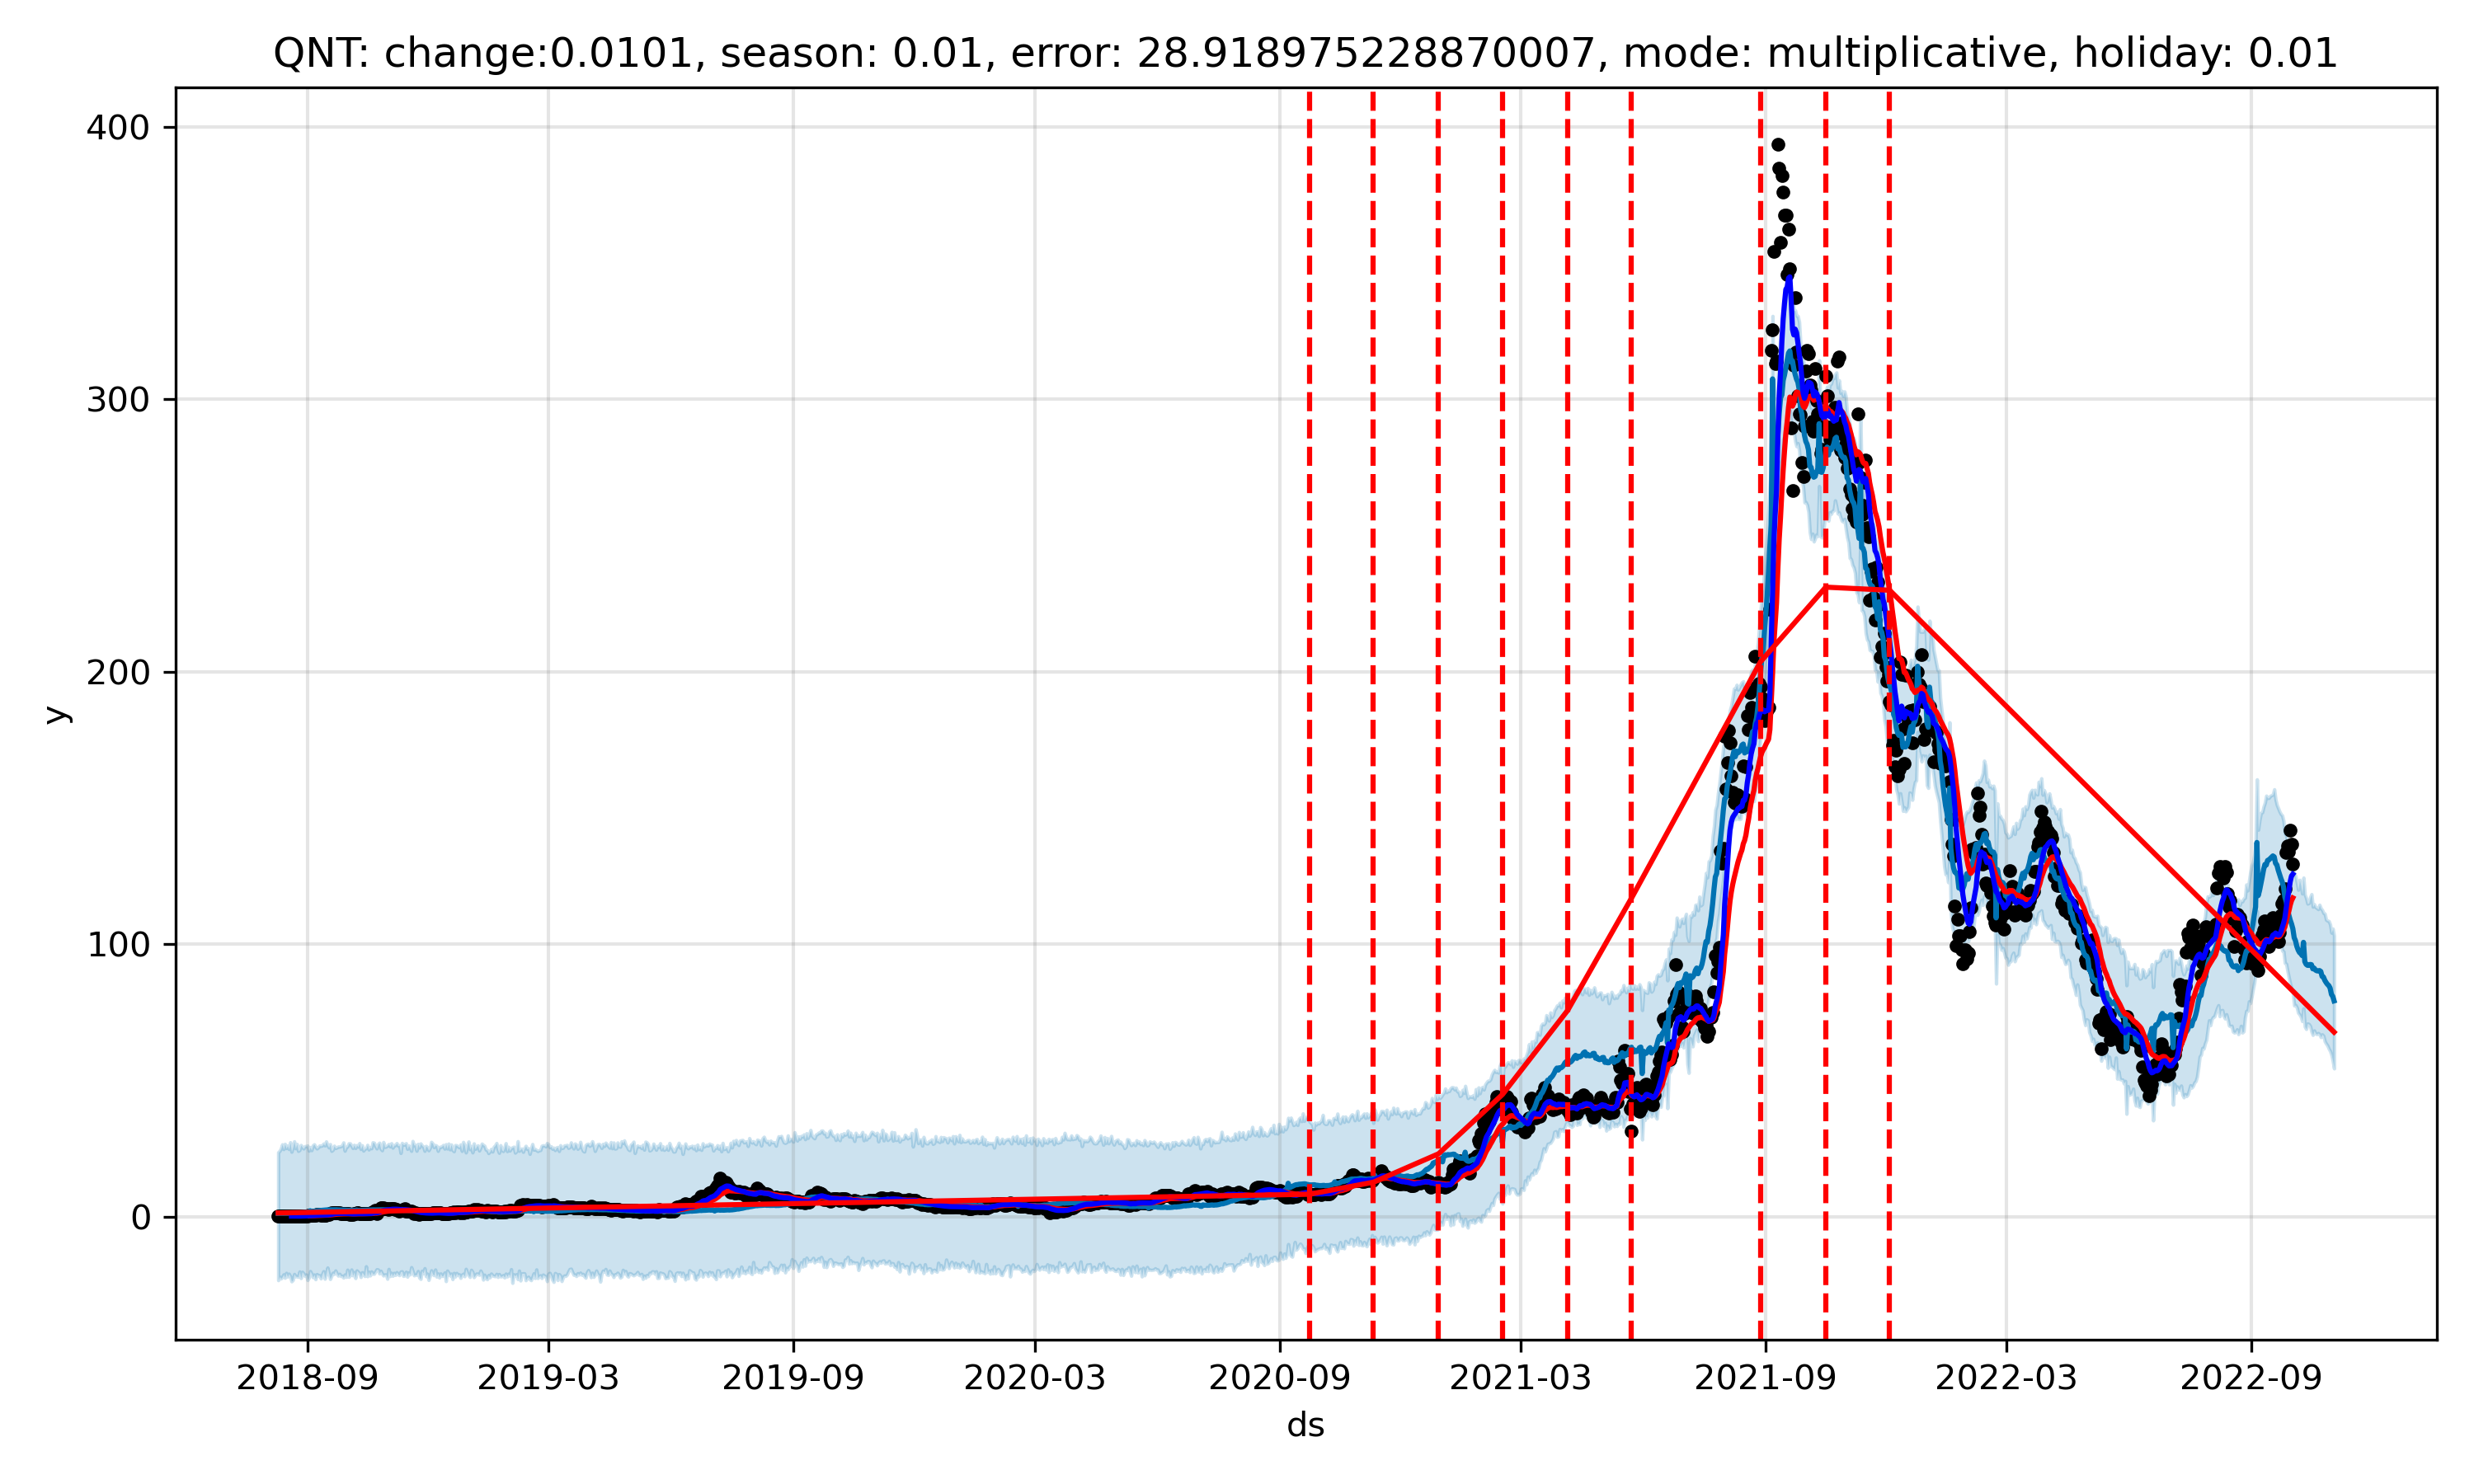 QNT: change:0.0101, season: 0.01, error: 28.918975228870007, mode: multiplicative, holiday: 0.01
400
300
200
100
0
y
2018-09 2019-03 2019-09 2020-03 2020-09 2021-03 2021-09 2022-03 2022-09
ds